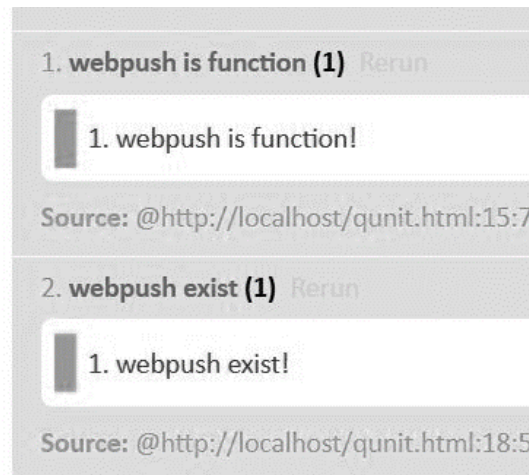 1. webpush is function (1) Rerun
1. webpush is function!
Source: @http://localhost/qunit.html:15:7
2. webpush exist (1) Rerun
1. webpush exist!
Source: @http://localhost/qunit.html:18:5